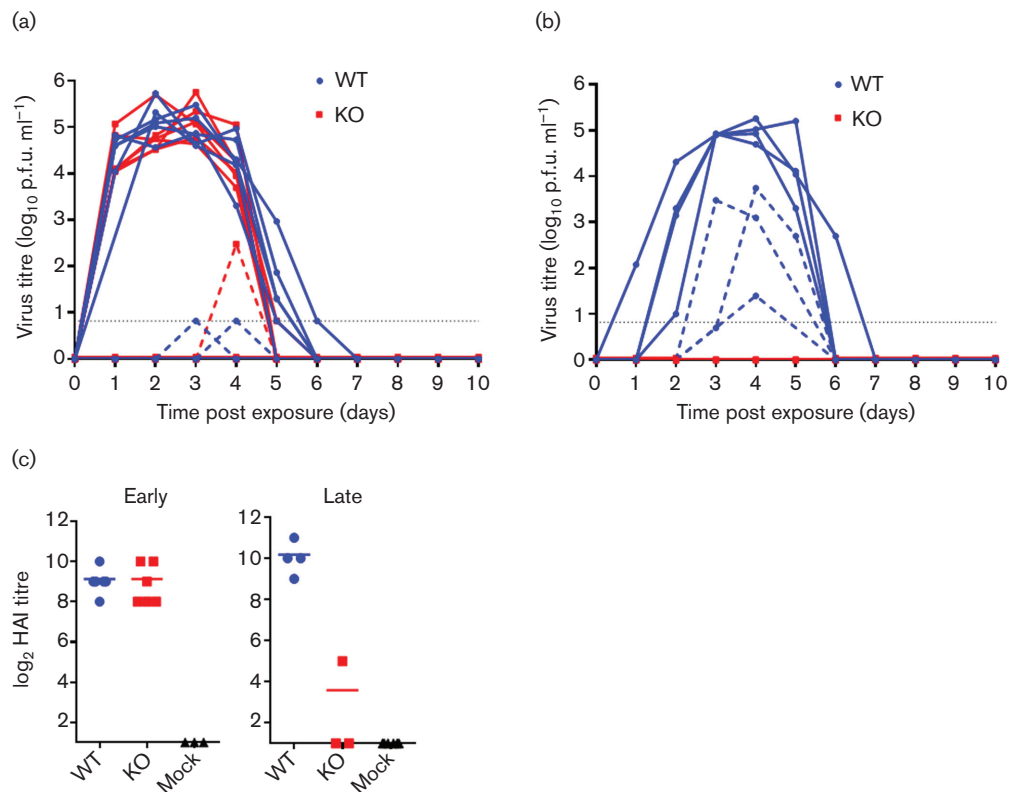 (a)
Virus titre (log₁₀ p.f.u. ml⁻¹)
6
5
4
3
2
1
0
WT
KO
0 1 2 3 4 5 6 7 8 9 10
Time post exposure (days)
(b)
Virus titre (log₁₀ p.f.u. ml⁻¹)
6
5
4
3
2
1
0
WT
KO
0 1 2 3 4 5 6 7 8 9 10
Time post exposure (days)
(c)
Early
log₂ HAI titre
12
10
8
6
4
2
WT KO Mock
Late
12
10
8
6
4
2
WT KO Mock